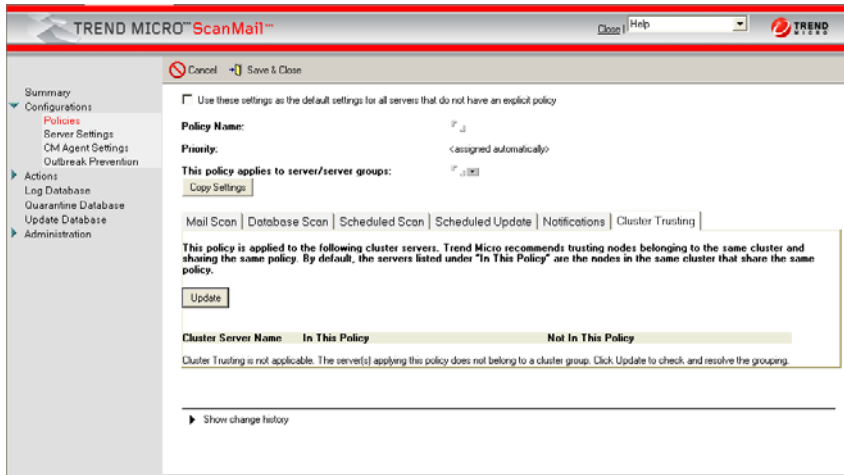 TREND MICRO™ ScanMail™
Close | Help
TREND MICRO
Cancel Save & Close
Summary
Configurations
Policies
Server Settings
CM Agent Settings
Outbreak Prevention
Actions
Log Database
Quarantine Database
Update Database
Administration
Use these settings as the default settings for all servers that do not have an explicit policy
Policy Name:
Priority: <assigned automatically>
This policy applies to server/server groups:
Copy Settings
Mail Scan | Database Scan | Scheduled Scan | Scheduled Update | Notifications | Cluster Trusting
This policy is applied to the following cluster servers. Trend Micro recommends trusting nodes belonging to the same cluster and
sharing the same policy. By default, the servers listed under "In This Policy" are the nodes in the same cluster that share the same
policy.
Update
Cluster Server Name In This Policy Not In This Policy
Cluster Trusting is not applicable. The server(s) applying this policy does not belong to a cluster group. Click Update to check and resolve the grouping.
Show change history